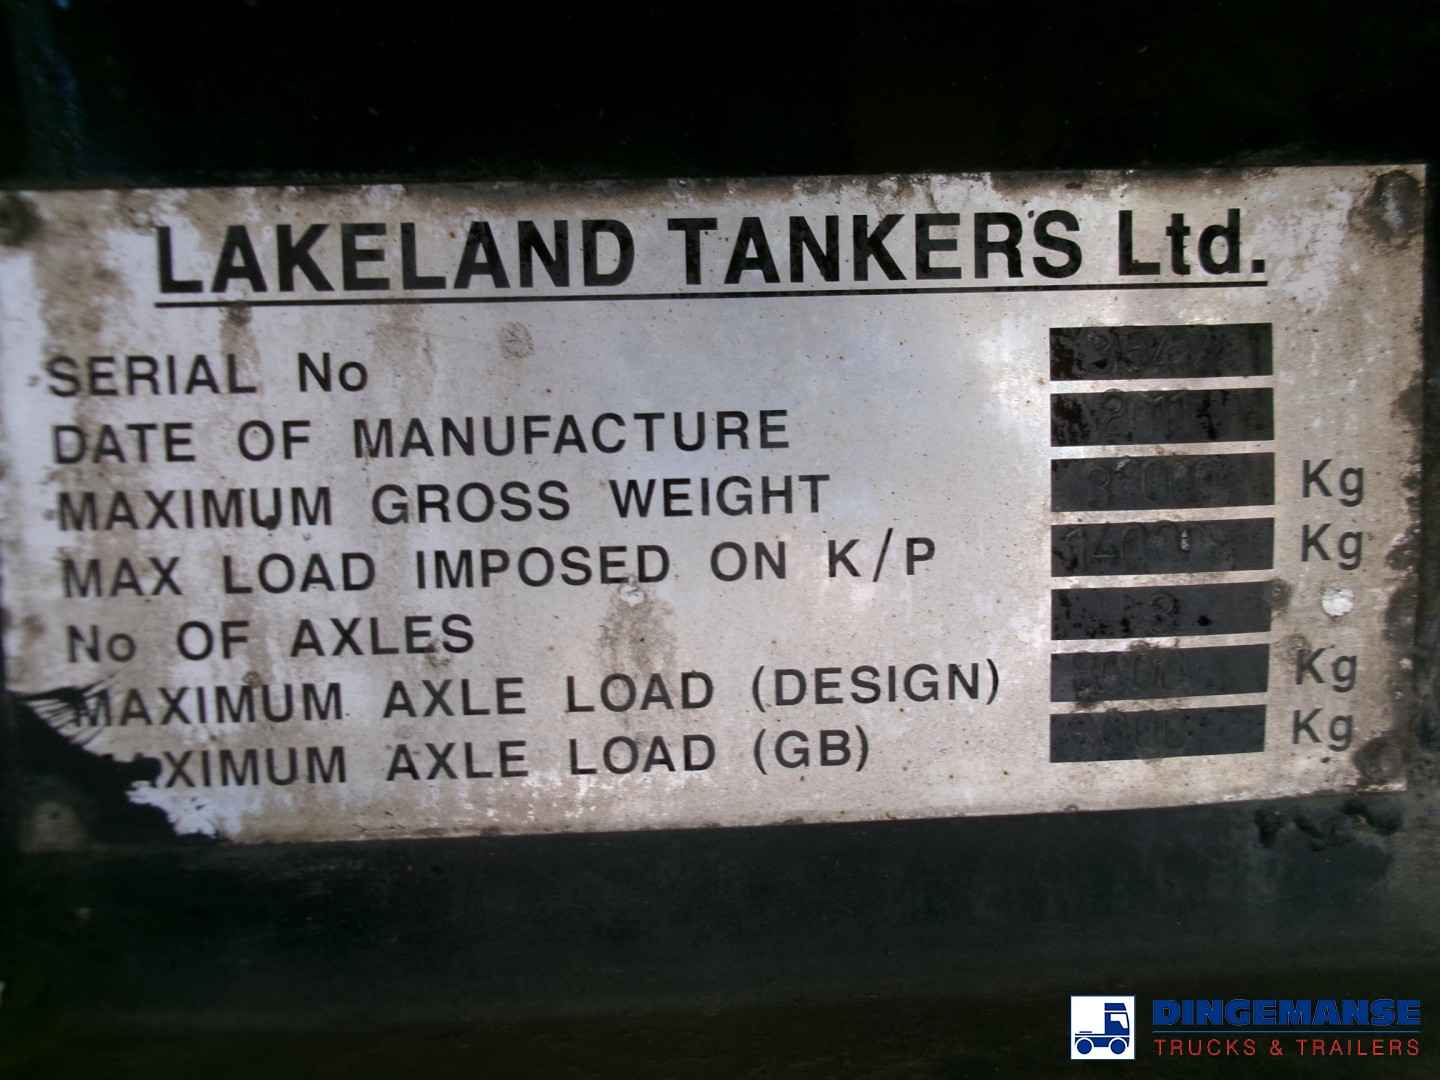 LAKELAND TANKERS Ltd.
SERIAL No
DATE OF MANUFACTURE
MAXIMUM GROSS WEIGHT Kg
MAX LOAD IMPOSED ON K/P Kg
No OF AXLES
MAXIMUM AXLE LOAD (DESIGN) Kg
XIMUM AXLE LOAD (GB) Kg
DINGEMANSE
TRUCKS & TRAILERS